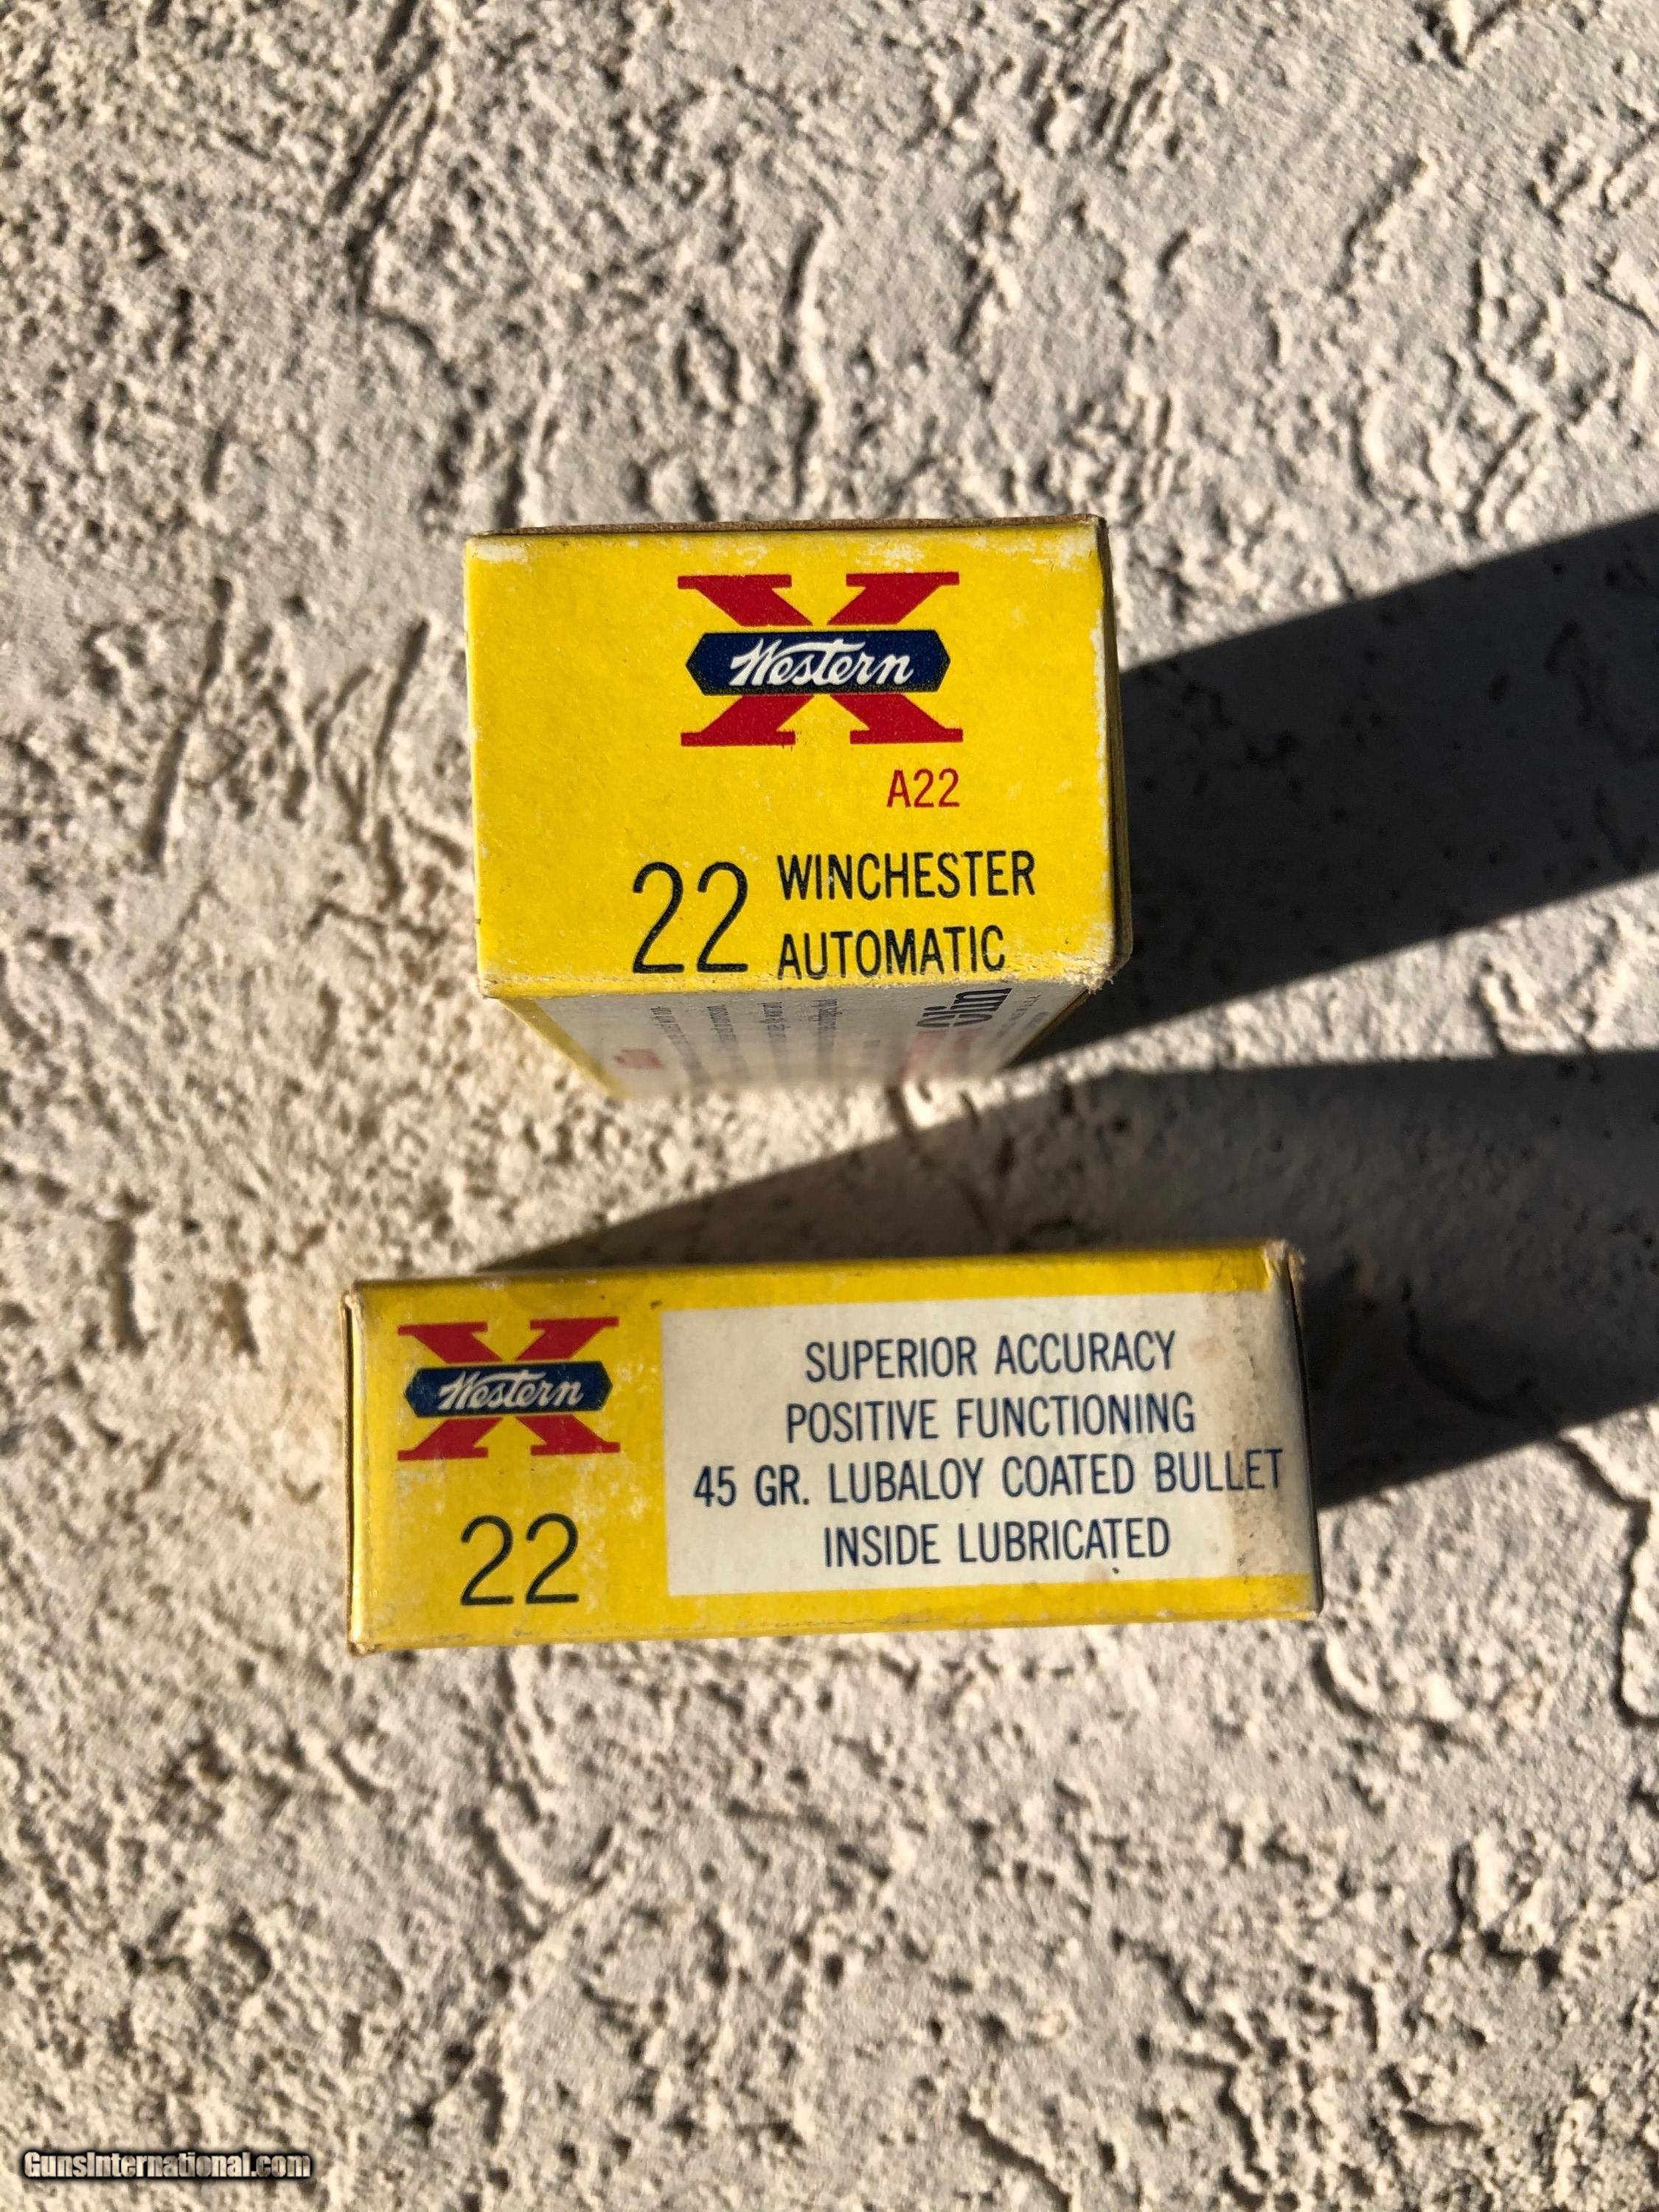 Western
A22
22 WINCHESTER
AUTOMATIC
Western
22
SUPERIOR ACCURACY
POSITIVE FUNCTIONING
45 GR. LUBALOY COATED BULLET
INSIDE LUBRICATED
GunsInternational.com